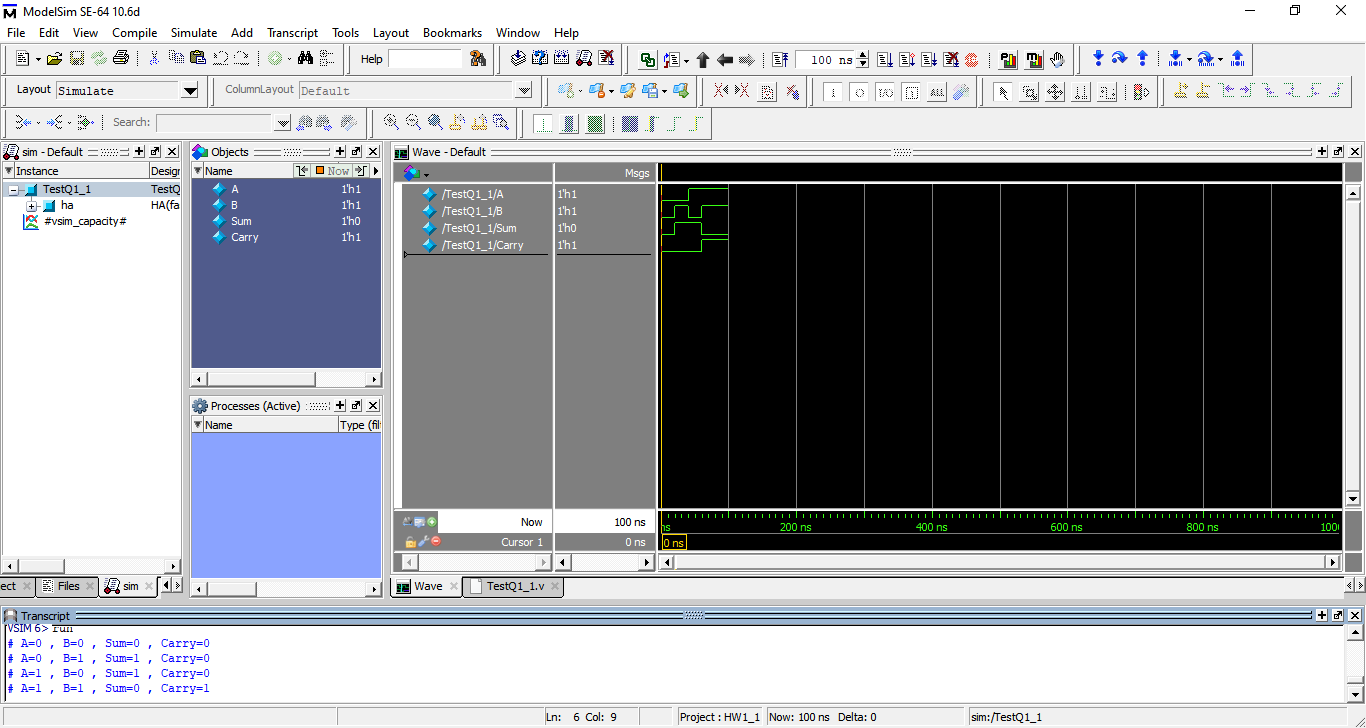 ModelSim SE-64 10.6d
File Edit View Compile Simulate Add Transcript Tools Layout Bookmarks Window Help
Help
100 ns
Layout Simulate
ColumnLayout Default
ALL
Search:
sim - Default
Instance Design
TestQ1_1 TestQ
ha HA(fa
#vsim_capacity#
Objects
Name Now
A 1'h1
B 1'h1
Sum 1'h0
Carry 1'h1
Processes (Active)
Name Type (filt
Wave - Default
Msgs
/TestQ1_1/A 1'h1
/TestQ1_1/B 1'h1
/TestQ1_1/Sum 1'h0
/TestQ1_1/Carry 1'h1
Now 100 ns
Cursor 1 0 ns
ns 200 ns 400 ns 600 ns 800 ns 1000
0 ns
ect Files sim
Wave TestQ1_1.v
Transcript
VSIM 6> run
# A=0 , B=0 , Sum=0 , Carry=0
# A=0 , B=1 , Sum=1 , Carry=0
# A=1 , B=0 , Sum=1 , Carry=0
# A=1 , B=1 , Sum=0 , Carry=1
Ln: 6 Col: 9 Project : HW1_1 Now: 100 ns Delta: 0 sim:/TestQ1_1